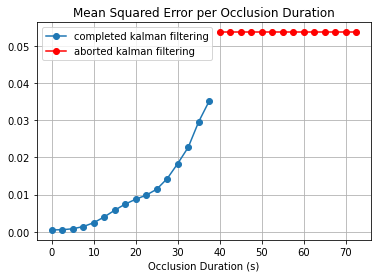 Mean Squared Error per Occlusion Duration
completed kalman filtering
aborted kalman filtering
0.05
0.04
0.03
0.02
0.01
0.00
0 10 20 30 40 50 60 70
Occlusion Duration (s)